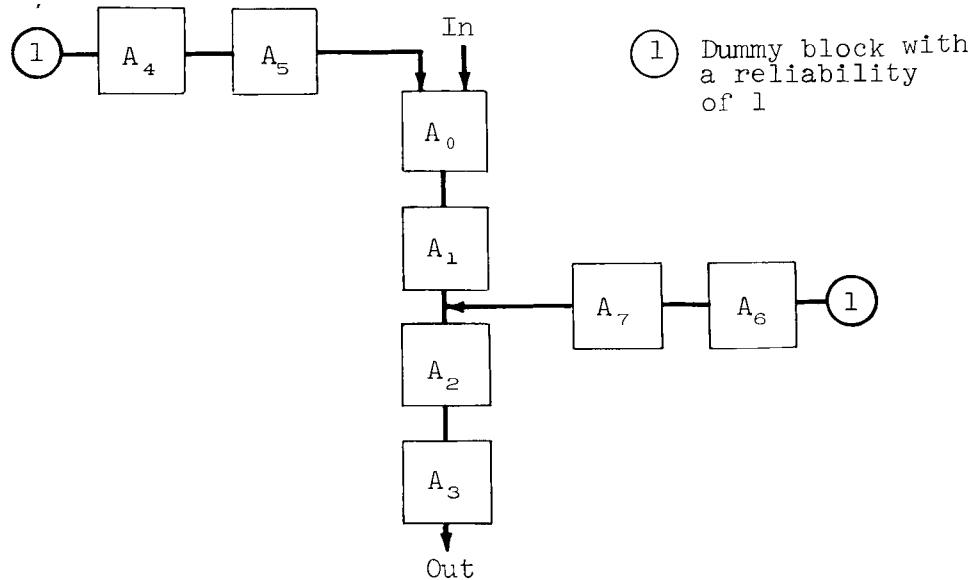 In
1
A4
A5
1
Dummy block with
a reliability
of 1
A0
A1
A7
A6
1
A2
A3
Out